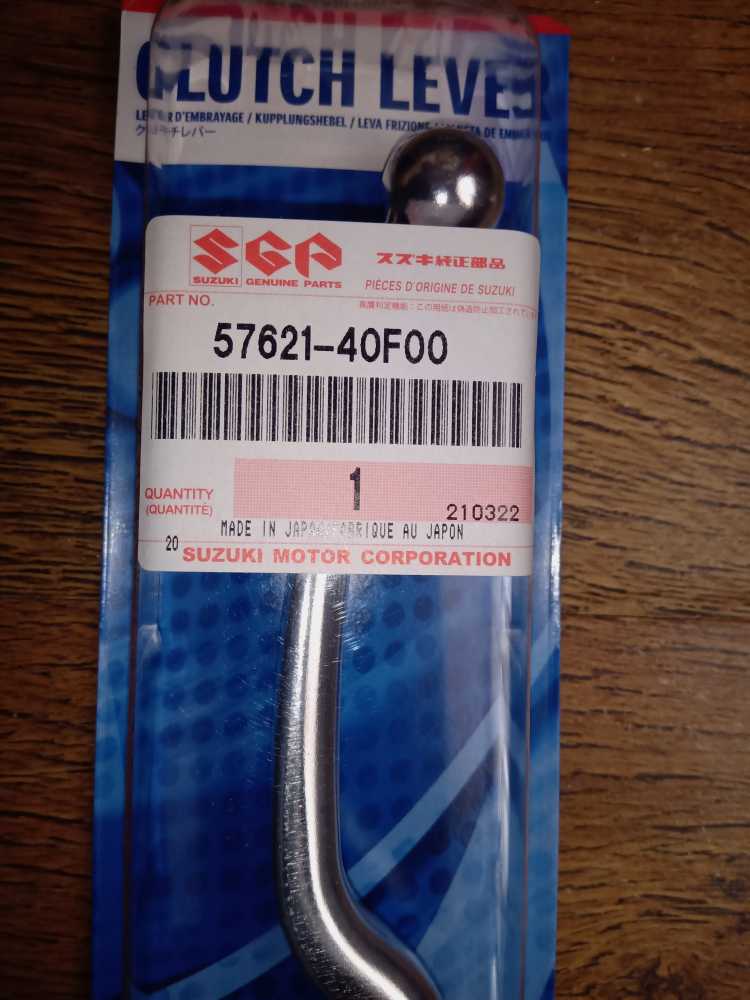 CLUTCH LEVER
D'EMBRAYAGE / KUPPLUNGSHEBEL / LEVA FRIZIONE
SGP
SUZUKI GENUINE PARTS
スズキ純正部品
PIÈCES D'ORIGINE DE SUZUKI
PART NO.
57621-40F00
1
QUANTITY
(QUANTITÉ)
210322
MADE IN AU JAPON
20
SUZUKI MOTOR CORPORATION